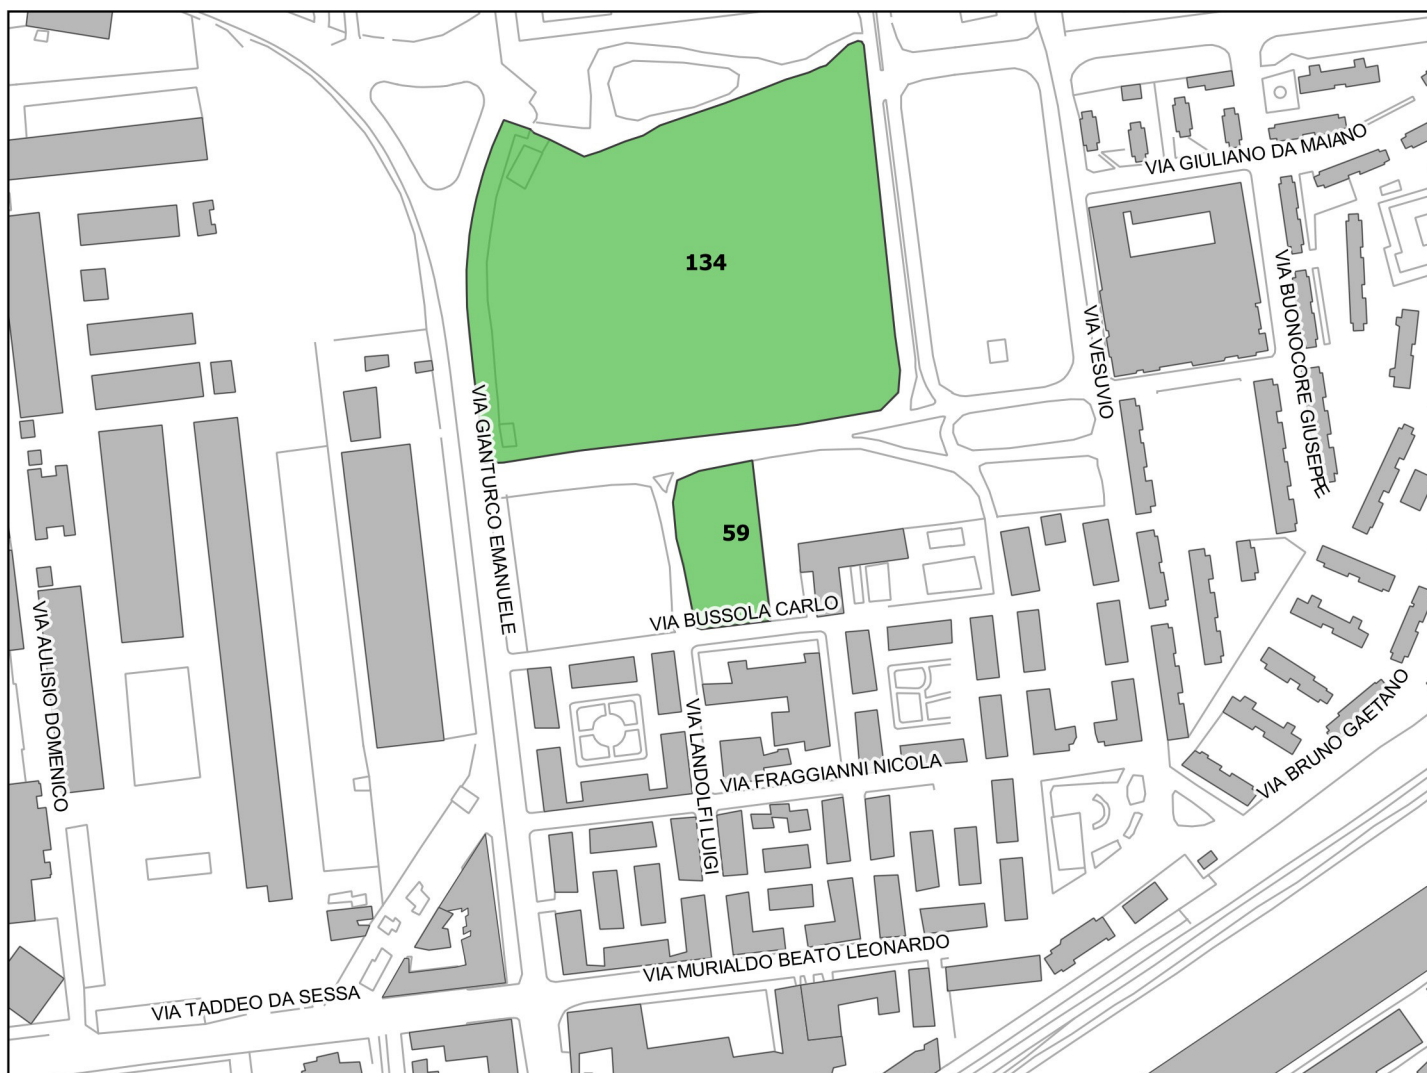 VIA GIULIANO DA MAIANO
134
VIA BUONOCORE GIUSEPPE
VIA VESUVIO
VIA GIANTURCO EMANUELE
59
VIA BUSSOLA CARLO
VIA AULISIO DOMENICO
VIA LANDOLFI LUIGI
VIA BRUNO GAETANO
VIA FRAGGIANNI NICOLA
VIA MURIALDO BEATO LEONARDO
VIA TADDEO DA SESSA